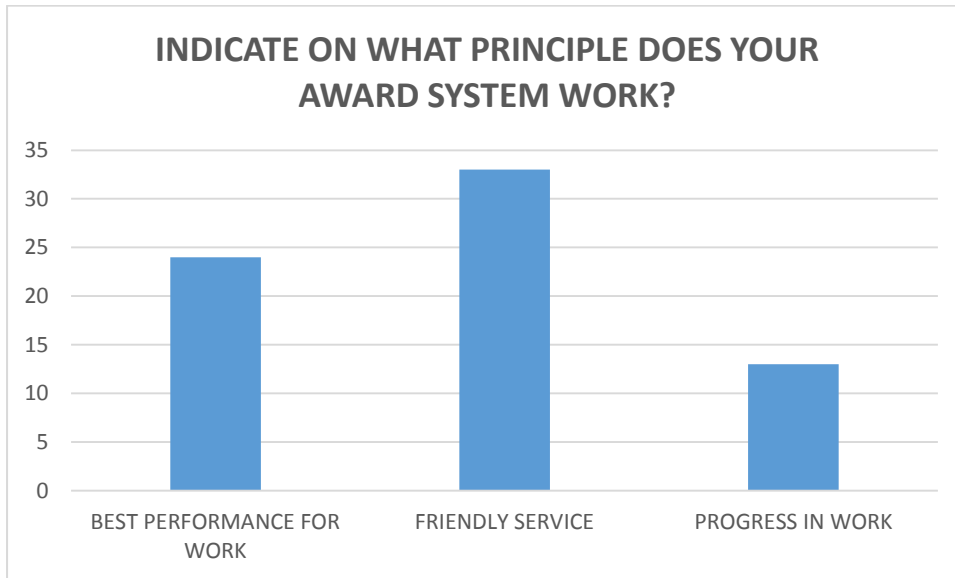 INDICATE ON WHAT PRINCIPLE DOES YOUR
AWARD SYSTEM WORK?
35
30
25
20
15
10
5
0
BEST PERFORMANCE FOR
WORK
FRIENDLY SERVICE
PROGRESS IN WORK